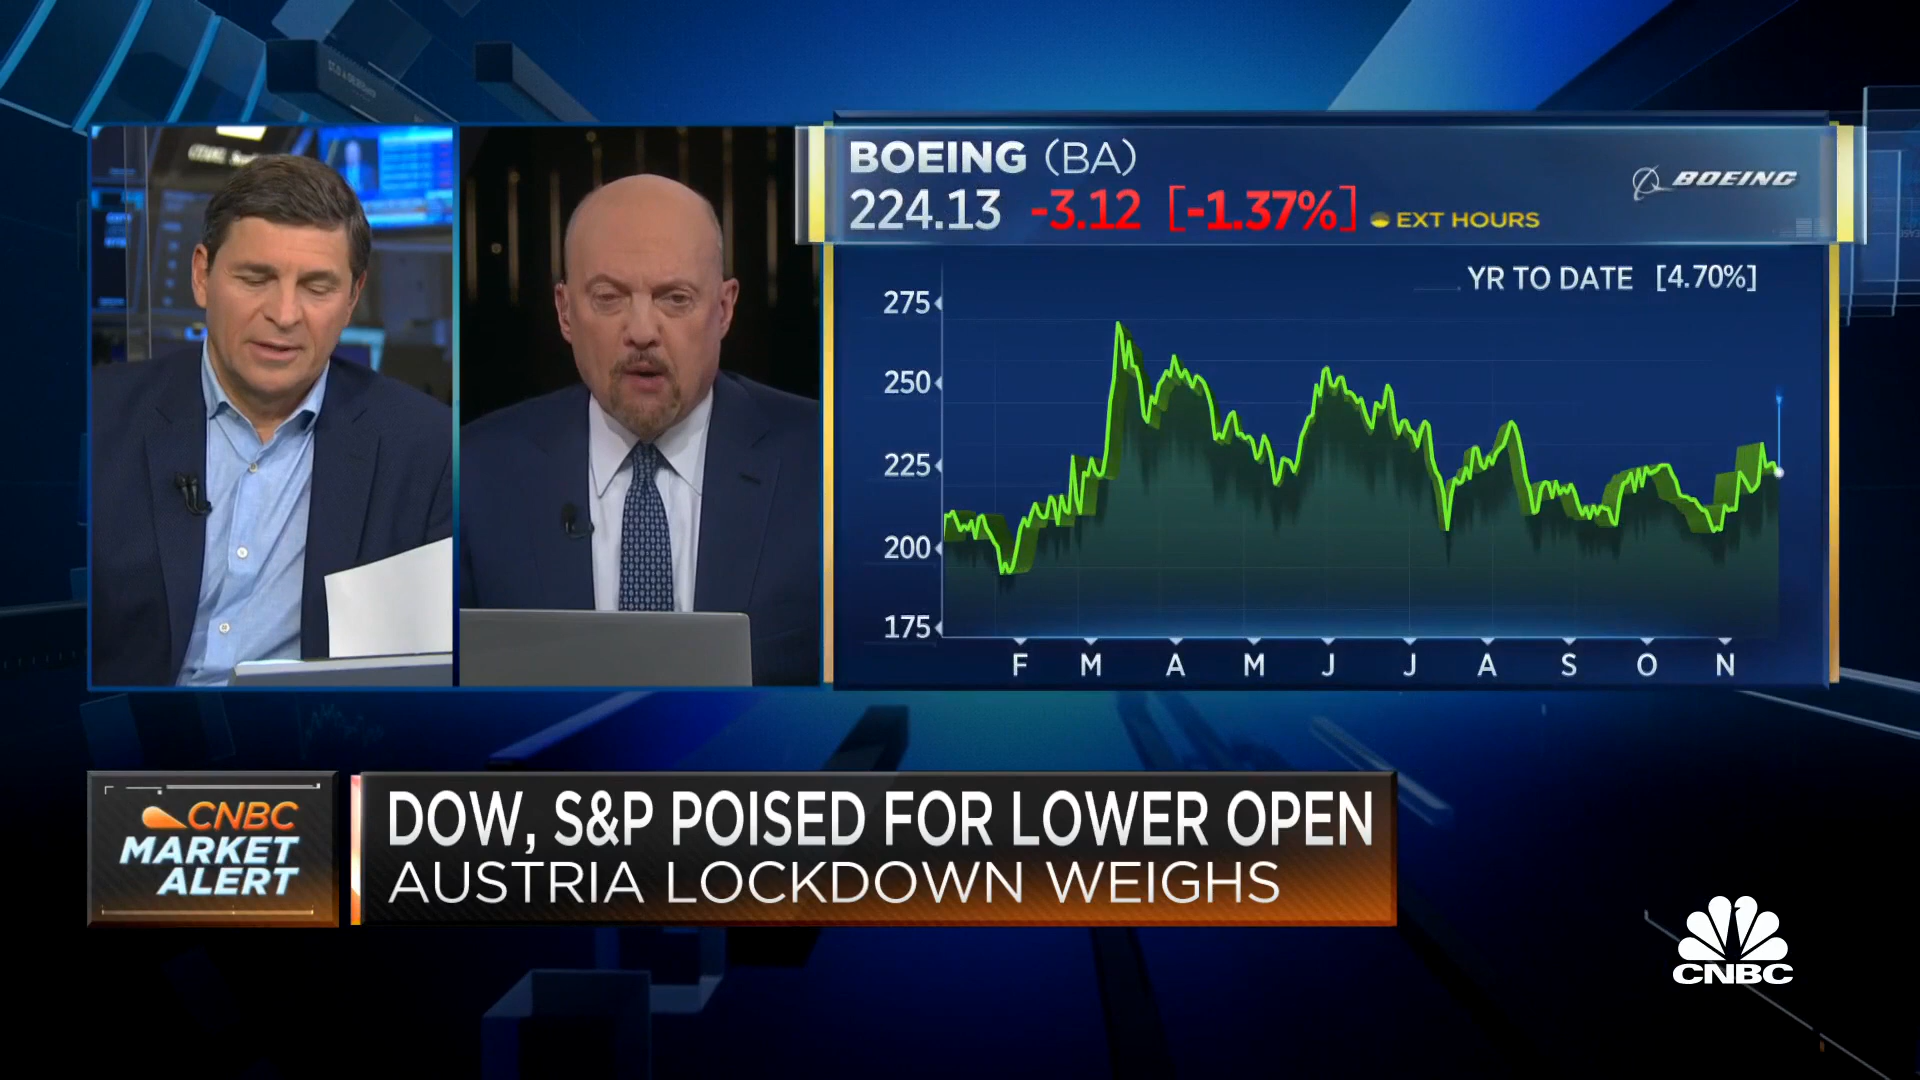 BOEING (BA)
224.13 -3.12 [-1.37%] EXT HOURS
BOEING
YR TO DATE [4.70%]
275
250
225
200
175
F M A M J J A S O N
CNBC
MARKET
ALERT
DOW, S&P POISED FOR LOWER OPEN
AUSTRIA LOCKDOWN WEIGHS
CNBC